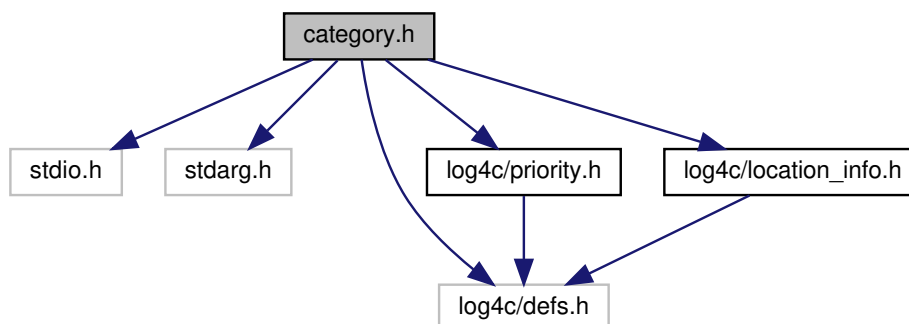 category.h
stdio.h
stdarg.h
log4c/priority.h
log4c/location_info.h
log4c/defs.h